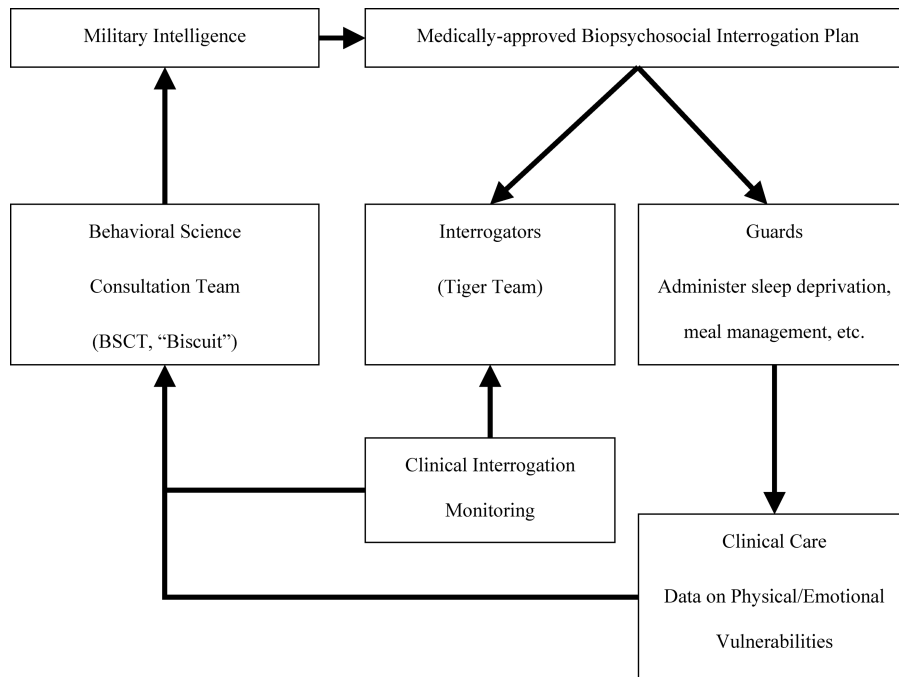 Military Intelligence
Medically-approved Biopsychosocial Interrogation Plan
Behavioral Science
Consultation Team
(BSCT, “Biscuit”)
Interrogators
(Tiger Team)
Guards
Administer sleep deprivation,
meal management, etc.
Clinical Interrogation
Monitoring
Clinical Care
Data on Physical/Emotional
Vulnerabilities